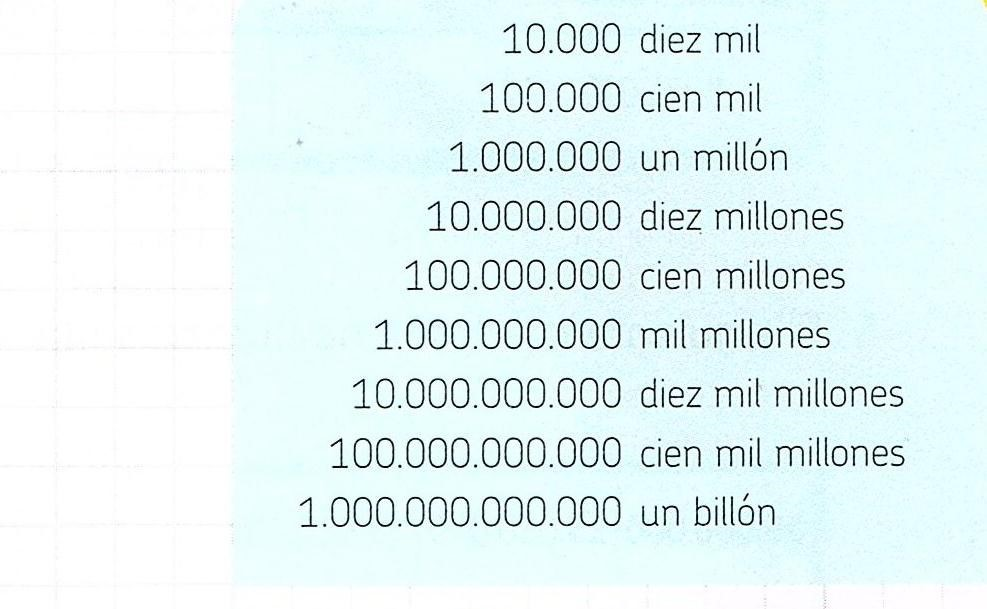 10.000 diez mil
100.000 cien mil
1.000.000 un millón
10.000.000 diez millones
100.000.000 cien millones
1.000.000.000 mil millones
10.000.000.000 diez mil millones
100.000.000.000 cien mil millones
1.000.000.000.000 un billón